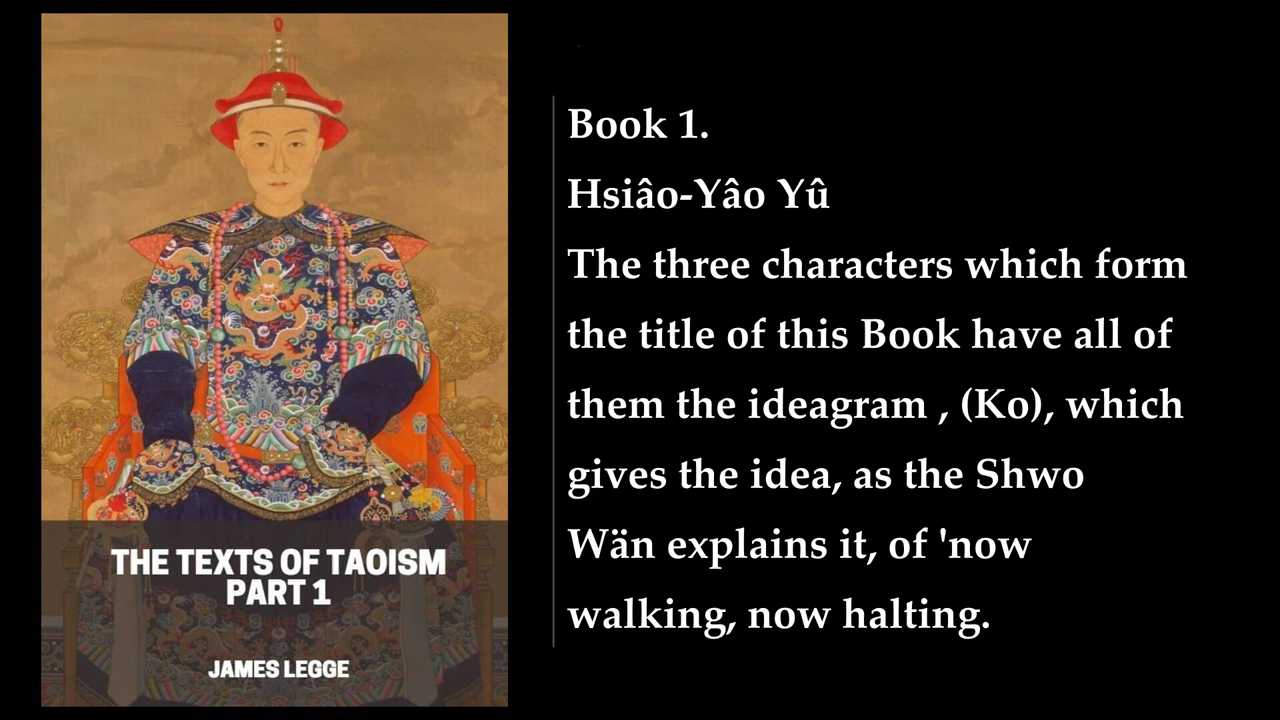 THE TEXTS OF TAOISM
PART 1
JAMES LEGGE
Book 1.
Hsiâo-Yâo Yû
The three characters which form
the title of this Book have all of
them the ideagram , (Ko), which
gives the idea, as the Shwo
Wän explains it, of 'now
walking, now halting.